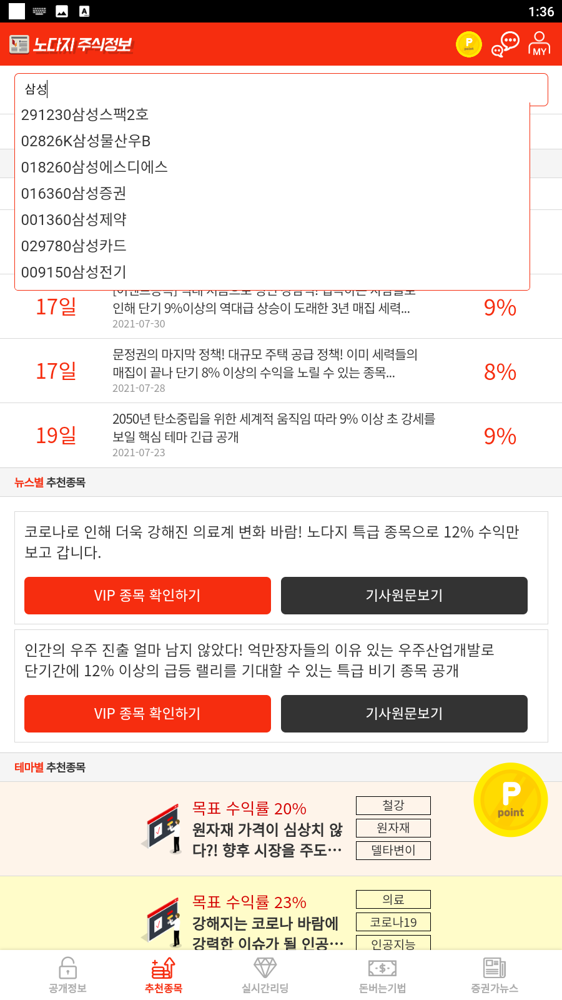 1:36
노다지 주식정보
P
point
MY
삼성
291230삼성스팩2호
02826K삼성물산우B
018260삼성에스디에스
016360삼성증권
001360삼성제약
029780삼성카드
009150삼성전기
17일
인해 단기 9%이상의 역대급 상승이 도래한 3년 매집 세력...
2021-07-30
9%
17일
문정권의 마지막 정책! 대규모 주택 공급 정책! 이미 세력들의
매집이 끝나 단기 8% 이상의 수익을 노릴 수 있는 종목...
2021-07-28
8%
19일
2050년 탄소중립을 위한 세계적 움직임 따라 9% 이상 초 강세를
보일 핵심 테마 긴급 공개
2021-07-23
9%
뉴스별 추천종목
코로나로 인해 더욱 강해진 의료계 변화 바람! 노다지 특급 종목으로 12% 수익만
보고 갑니다.
VIP 종목 확인하기
기사원문보기
인간의 우주 진출 얼마 남지 않았다! 억만장자들의 이유 있는 우주산업개발로
단기간에 12% 이상의 급등 랠리를 기대할 수 있는 특급 비기 종목 공개
VIP 종목 확인하기
기사원문보기
테마별 추천종목
P
point
목표 수익률 20%
원자재 가격이 심상치 않
다?! 향후 시장을 주도…
철강
원자재
델타변이
목표 수익률 23%
강해지는 코로나 바람에
강력한 이슈가 될 인공…
의료
코로나19
인공지능
공개정보
추천종목
실시간리딩
돈버는기법
증권가뉴스